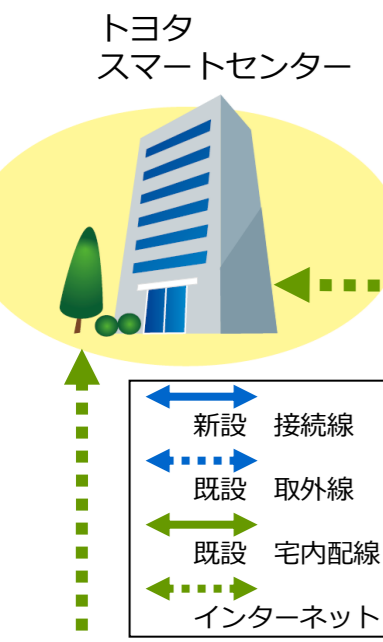 トヨタ
スマートセンター
新設　接続線
既設　取外線
既設　宅内配線
インターネット